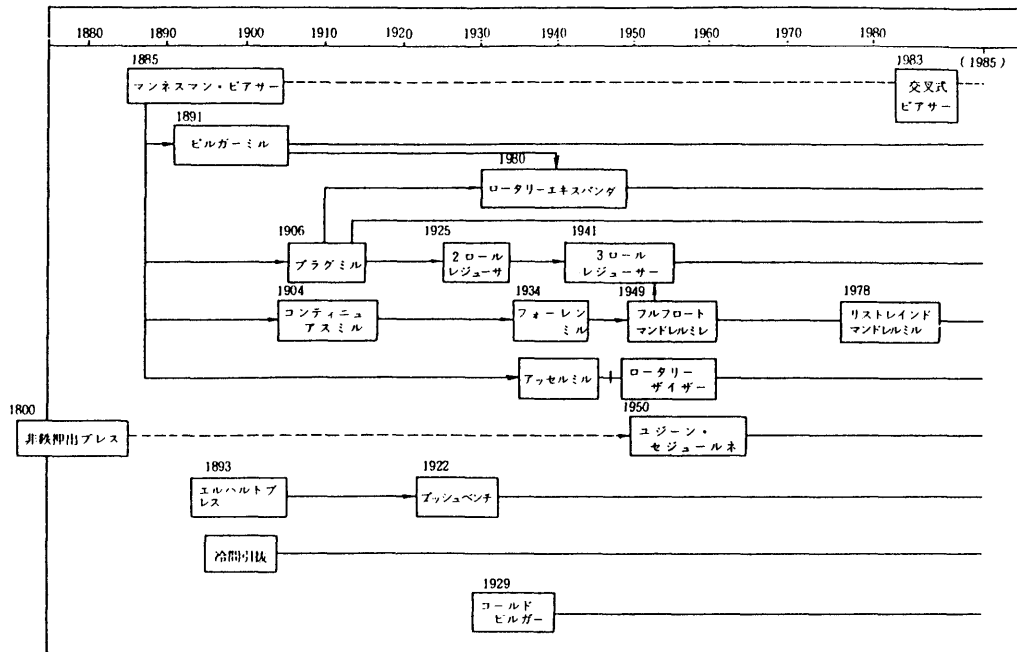 1880 1890 1900 1910 1920 1930 1940 1950 1960 1970 1980
(1985)
1885
マンネスマン・ピアサー
1983
交叉式
ピアサー
1891
ピルガーミル
1980
ロータリーエキスパンダ
1906
プラグミル
1925
2ロール
レジューサ
1941
3ロール
レジューサー
1904
コンティニュ
アスミル
1934
フォーレン
ミル
1949
フルフロート
マンドレルミル
1978
リストレインド
マンドレルミル
アッセルミル
ロータリー
サイザー
1800
非鉄押出プレス
1950
ユジーン・
セジュールネ
1893
エルハルトプ
レス
1922
プッシュベンチ
冷間引抜
1929
コールド
ピルガー